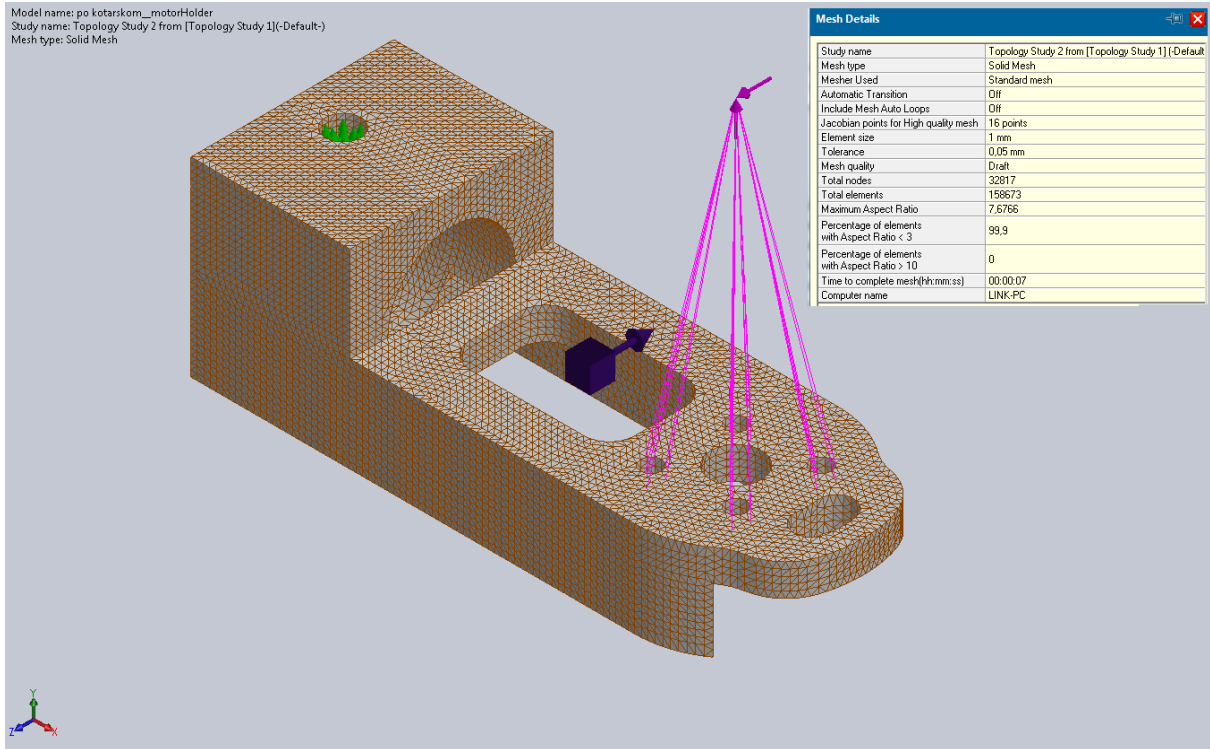 Model name: po kotarskom__motorHolder
Study name: Topology Study 2 from [Topology Study 1](-Default-)
Mesh type: Solid Mesh
Mesh Details
Study name Topology Study 2 from [Topology Study 1] (-Default
Mesh type Solid Mesh
Mesher Used Standard mesh
Automatic Transition Off
Include Mesh Auto Loops Off
Jacobian points for High quality mesh 16 points
Element size 1 mm
Tolerance 0,05 mm
Mesh quality Draft
Total nodes 32817
Total elements 158673
Maximum Aspect Ratio 7,6766
Percentage of elements
with Aspect Ratio < 3 99,9
Percentage of elements
with Aspect Ratio > 10 0
Time to complete mesh(hh:mm:ss) 00:00:07
Computer name LINK-PC
Y
Z X